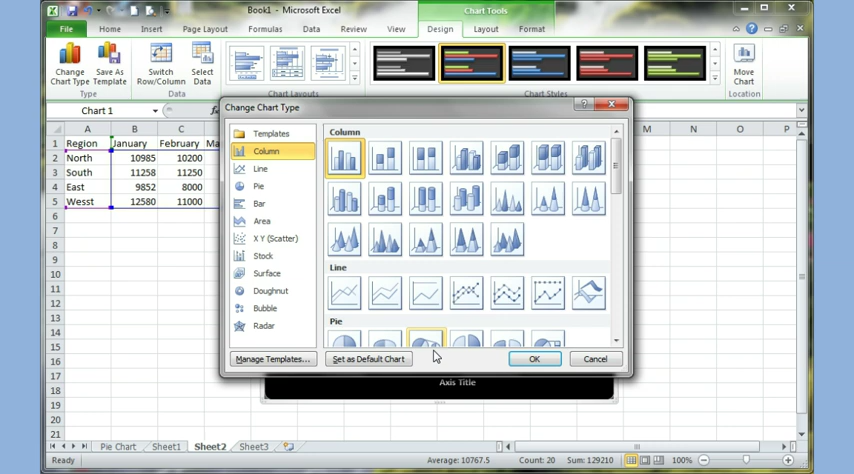 Book1 - Microsoft Excel
Chart Tools
File Home Insert Page Layout Formulas Data Review View Design Layout Format
Change Chart Type
Save As Template
Switch Row/Column
Select Data
Move Chart
Type Data Chart Layouts Chart Styles Location
Chart 1
Change Chart Type
A B C M N O P
1 Region January February
2 North 10985 10200
3 South 11258 11250
4 East 9852 8000
5 Wesst 12580 11000
6
7
8
9
10
11
12
13
14
15
16
17
18
19
20
21
Templates
Column
Line
Pie
Bar
Area
X Y (Scatter)
Stock
Surface
Doughnut
Bubble
Radar
Column
Line
Pie
Manage Templates... Set as Default Chart OK Cancel
Axis Title
Pie Chart Sheet1 Sheet2 Sheet3
Ready Average: 10767.5 Count: 20 Sum: 129210 100%